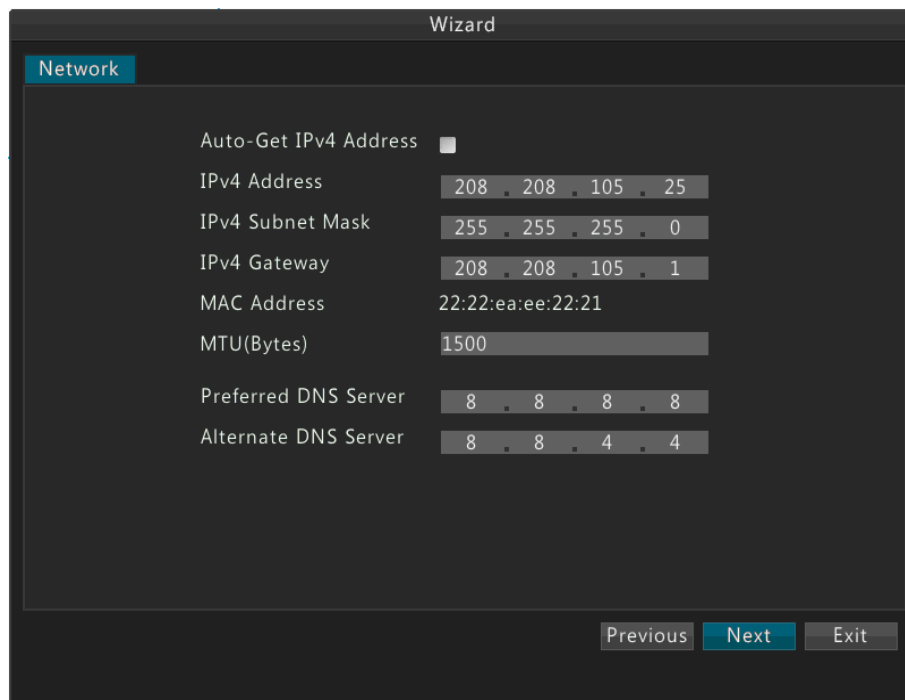 Wizard
Network
Auto-Get IPv4 Address
IPv4 Address 208 . 208 . 105 . 25
IPv4 Subnet Mask 255 . 255 . 255 . 0
IPv4 Gateway 208 . 208 . 105 . 1
MAC Address 22:22:ea:ee:22:21
MTU(Bytes) 1500
Preferred DNS Server 8 . 8 . 8 . 8
Alternate DNS Server 8 . 8 . 4 . 4
Previous Next Exit